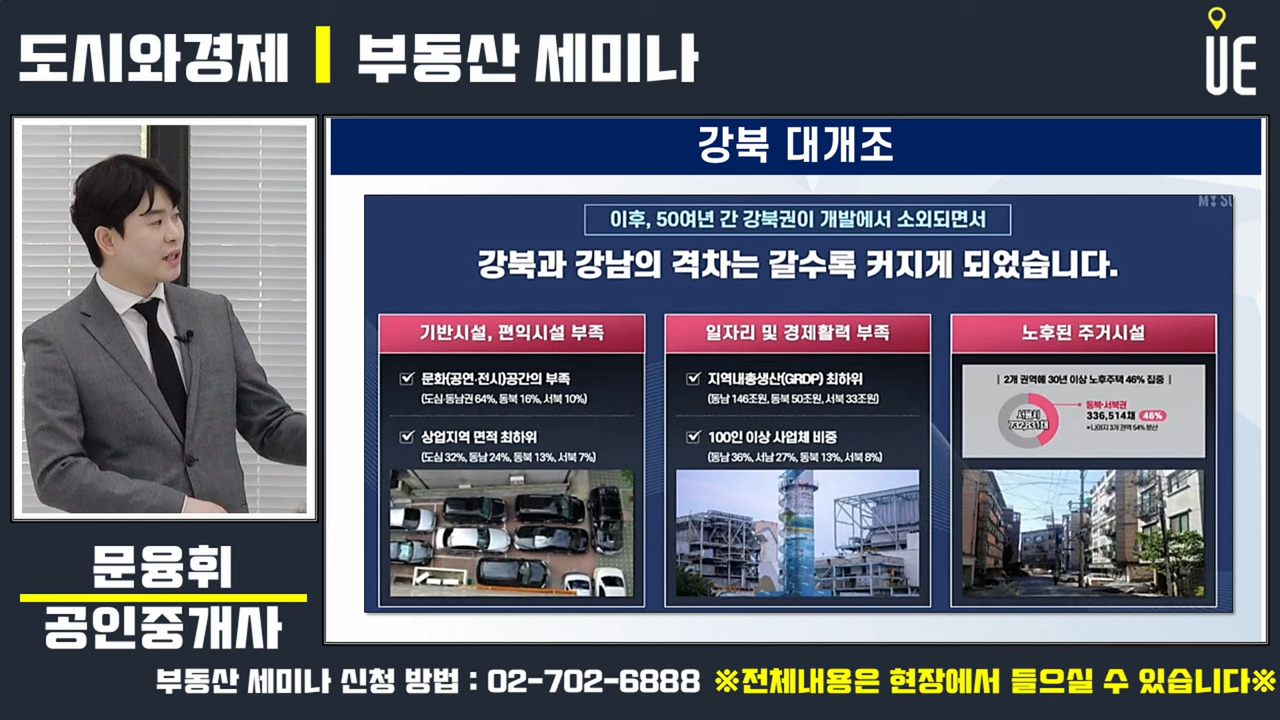 도시와경제 부동산 세미나
UE
강북 대개조
이후, 50여년 간 강북권이 개발에서 소외되면서
강북과 강남의 격차는 갈수록 커지게 되었습니다.
기반시설, 편익시설 부족
문화(공연·전시)공간의 부족
(도심·동남권 64%, 동북 16%, 서북 10%)
상업지역 면적 최하위
(도심 32%, 동남 24%, 동북 13%, 서북 7%)
일자리 및 경제활력 부족
지역내총생산(GRDP) 최하위
(동남 146조원, 동북 50조원, 서북 33조원)
100인 이상 사업체 비중
(동남 36%, 서남 27%, 동북 13%, 서북 8%)
노후된 주거시설
| 2개 권역에 30년 이상 노후주택 46% 집중 |
서울시
동북·서북권
336,514채 46%
*나머지 3개 권역 54% 분산
문융휘
공인중개사
부동산 세미나 신청 방법 : 02-702-6888 ※전체내용은 현장에서 들으실 수 있습니다※